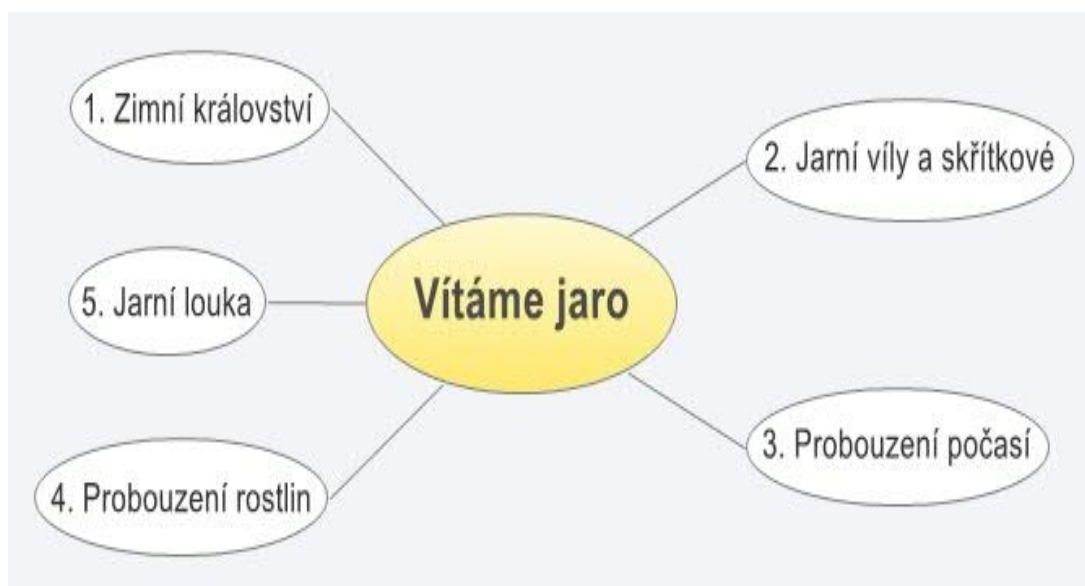 1. Zimní království
2. Jarní víly a skřítkové
Vítáme jaro
5. Jarní louka
3. Probouzení počasí
4. Probouzení rostlin